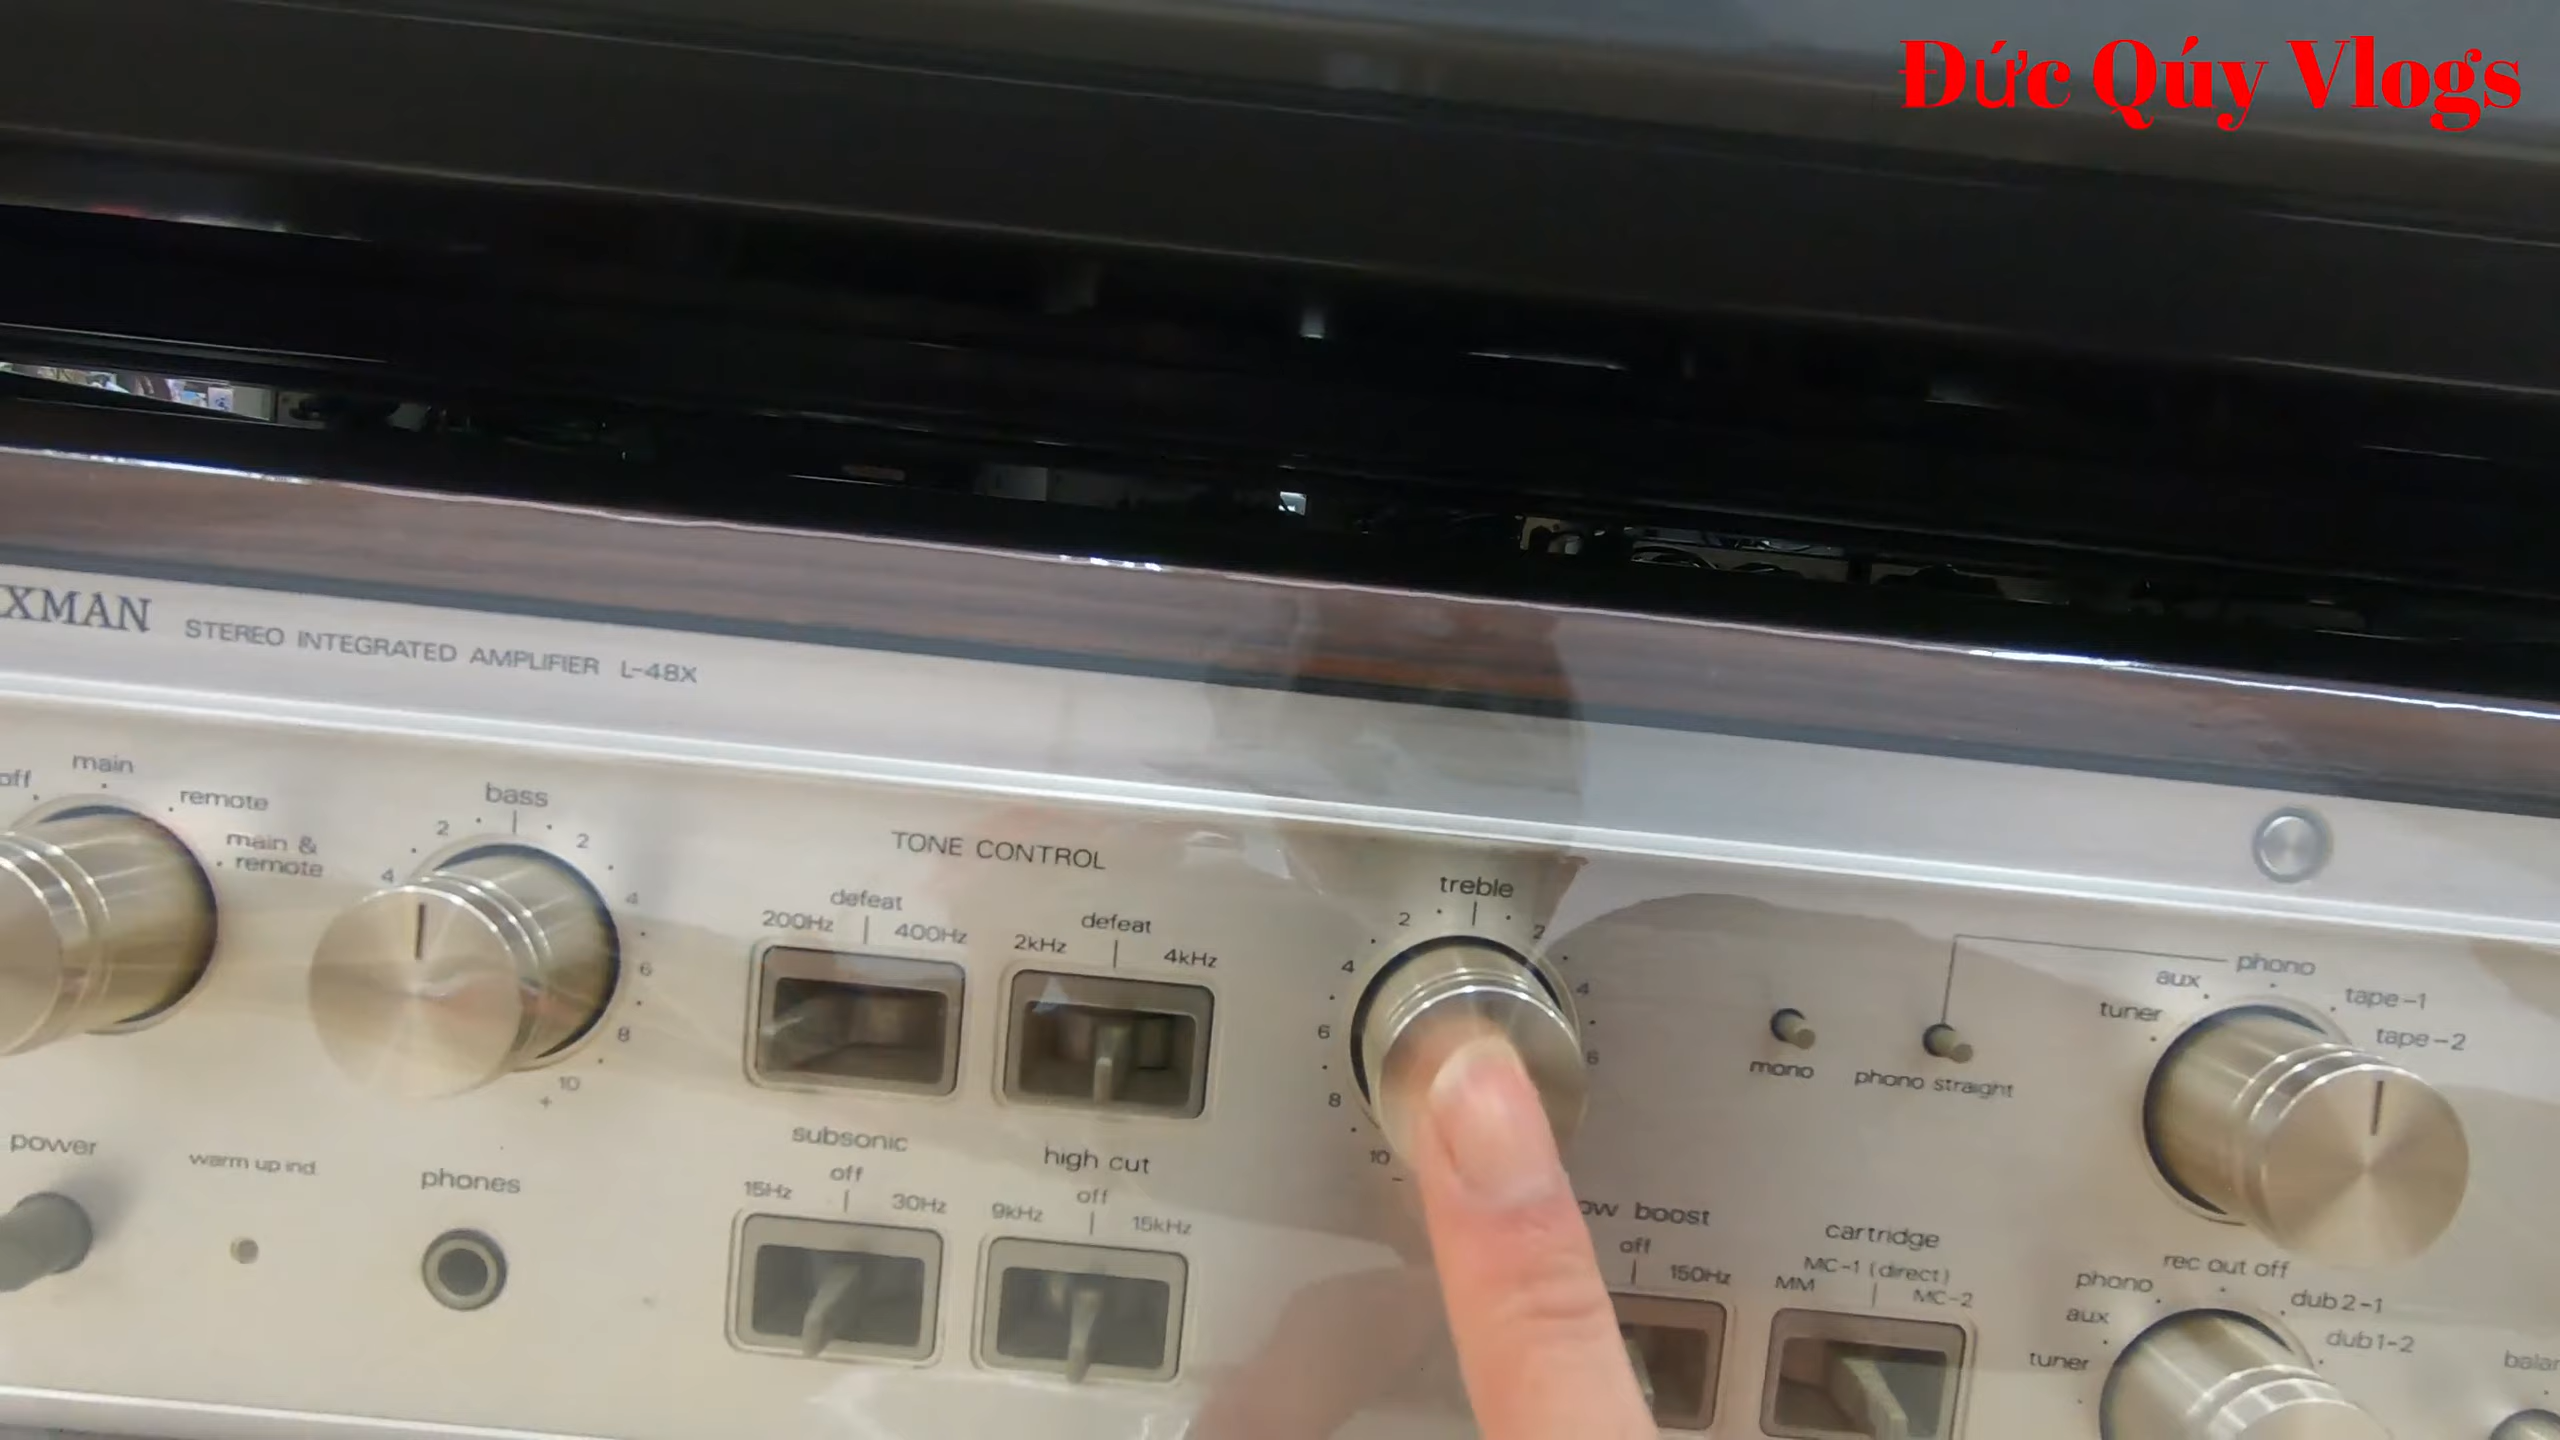 Đức Qúy Vlogs
XMAN STEREO INTEGRATED AMPLIFIER L-48X
off main remote
main &
remote
bass
2 2
4 4
6
8
10
+
TONE CONTROL
defeat
200Hz 400Hz
defeat
2kHz 4kHz
treble
2 2
4 4
6 6
8
10
-
mono
phono straight
phono
aux tape-1
tuner tape-2
power
warm up ind.
phones
subsonic
off
15Hz 30Hz
high cut
off
9kHz 15kHz
boost
off
150Hz
cartridge
MC-1 (direct)
MM MC-2
rec out off
phono dub 2-1
aux dub 1-2
tuner